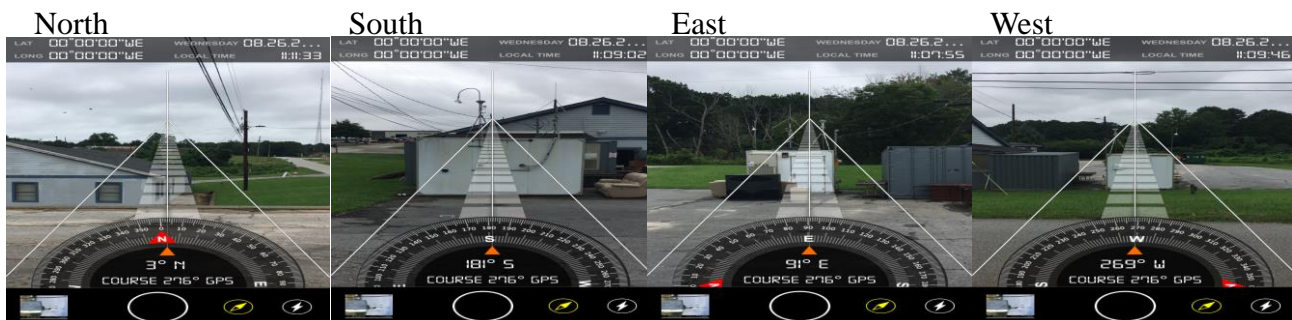 North South East West
LAT 00°00'00"WE WEDNESDAY 08.26.2...
LONG 00°00'00"WE LOCAL TIME 11:11:33
N
3° N
COURSE 276° GPS
E
LAT 00°00'00"WE WEDNESDAY 08.26.2...
LONG 00°00'00"WE LOCAL TIME 11:09:02
S
181° S
COURSE 276° GPS
E
LAT 00°00'00"WE WEDNESDAY 08.26.2...
LONG 00°00'00"WE LOCAL TIME 11:07:55
E
91° E
COURSE 276° GPS
S
LAT 00°00'00"WE WEDNESDAY 08.26.2...
LONG 00°00'00"WE LOCAL TIME 11:09:46
W
269° W
COURSE 276° GPS
S